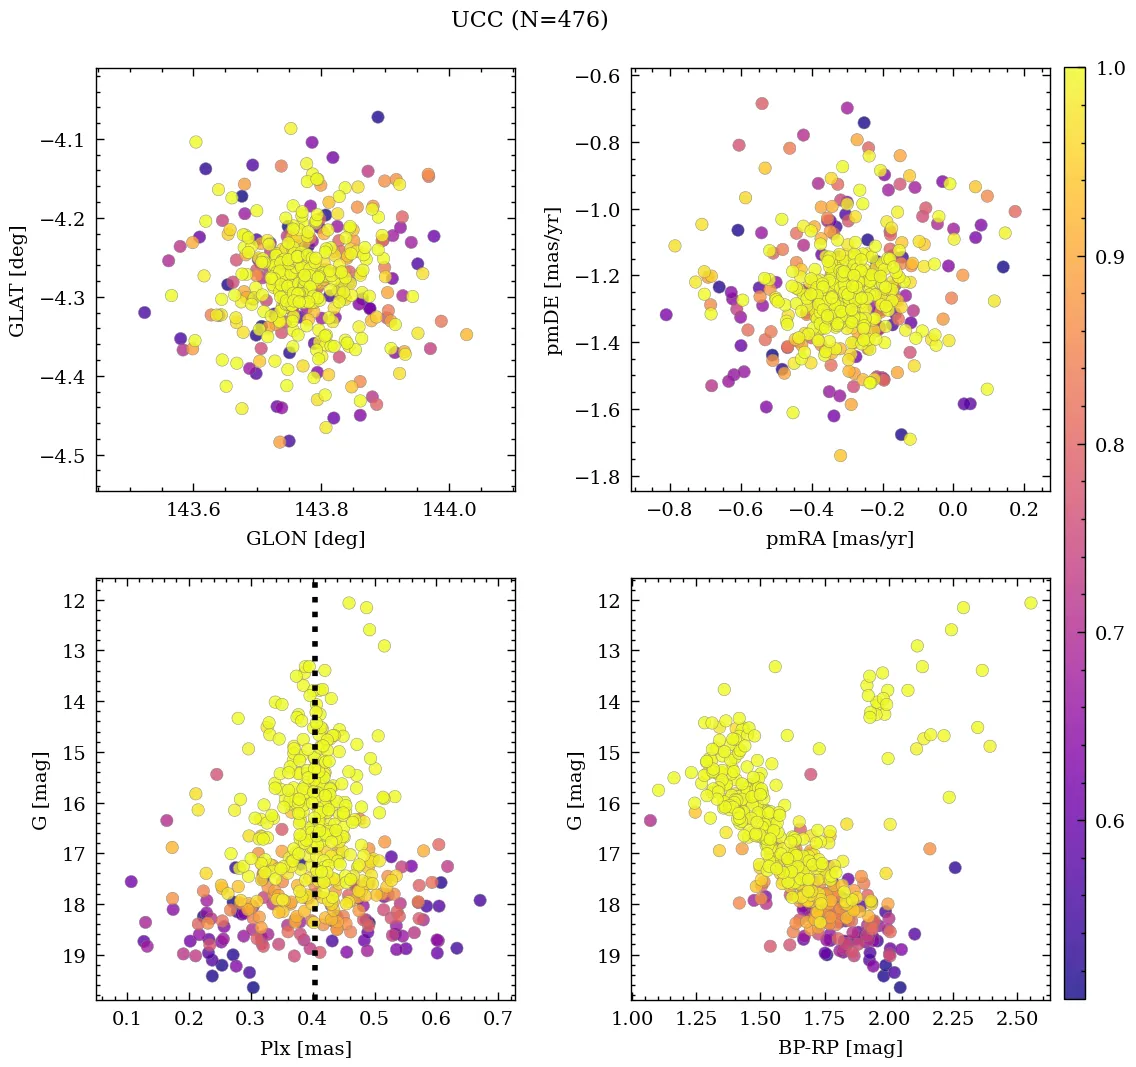 UCC (N=476)
−4.1
−4.2
−4.3
−4.4
−4.5
GLAT [deg]
143.6 143.8 144.0
GLON [deg]
−0.6
−0.8
−1.0
−1.2
−1.4
−1.6
−1.8
pmDE [mas/yr]
−0.8 −0.6 −0.4 −0.2 0.0 0.2
pmRA [mas/yr]
12
13
14
15
16
17
18
19
G [mag]
0.1 0.2 0.3 0.4 0.5 0.6 0.7
Plx [mas]
12
13
14
15
16
17
18
19
G [mag]
1.00 1.25 1.50 1.75 2.00 2.25 2.50
BP-RP [mag]
1.0
0.9
0.8
0.7
0.6